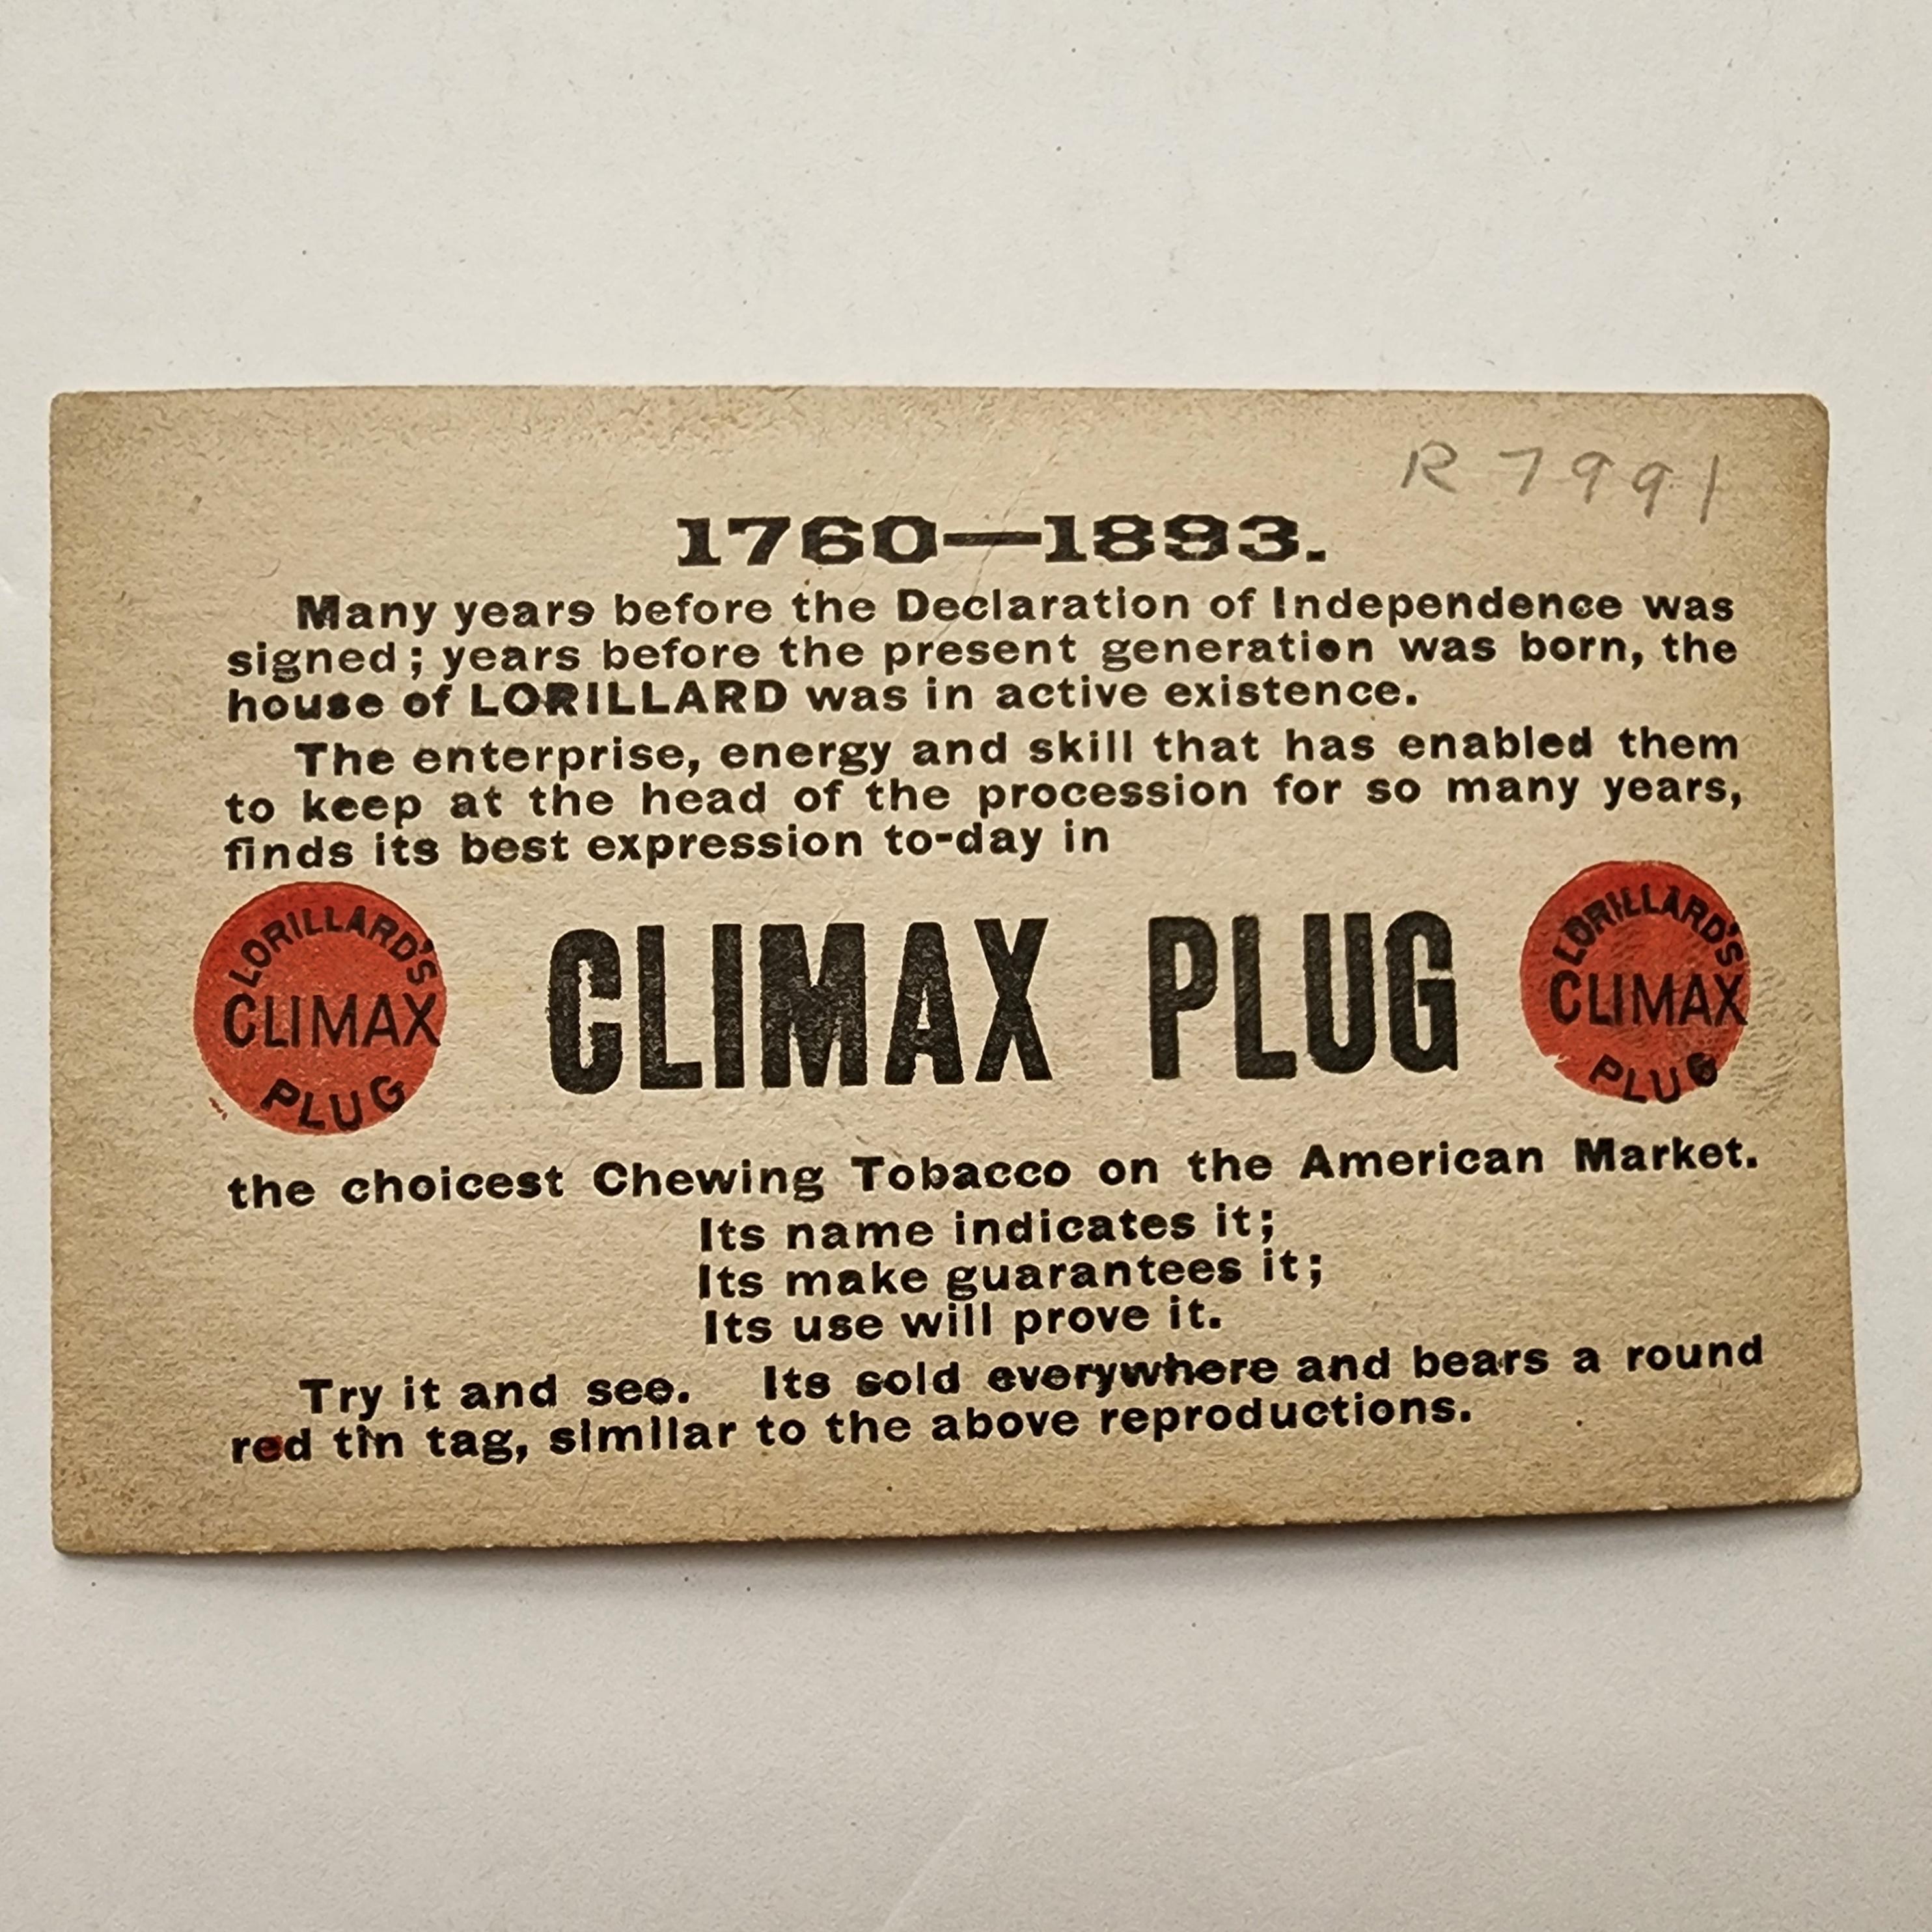 R 7991
1760—1893.
Many years before the Declaration of Independence was
signed; years before the present generation was born, the
house of LORILLARD was in active existence.
The enterprise, energy and skill that has enabled them
to keep at the head of the procession for so many years,
finds its best expression to-day in
LORILLARD'S
CLIMAX
PLUG
CLIMAX PLUG
LORILLARD'S
CLIMAX
PLUG
the choicest Chewing Tobacco on the American Market.
Its name indicates it;
Its make guarantees it;
Its use will prove it.
Try it and see. Its sold everywhere and bears a round
red tin tag, similar to the above reproductions.